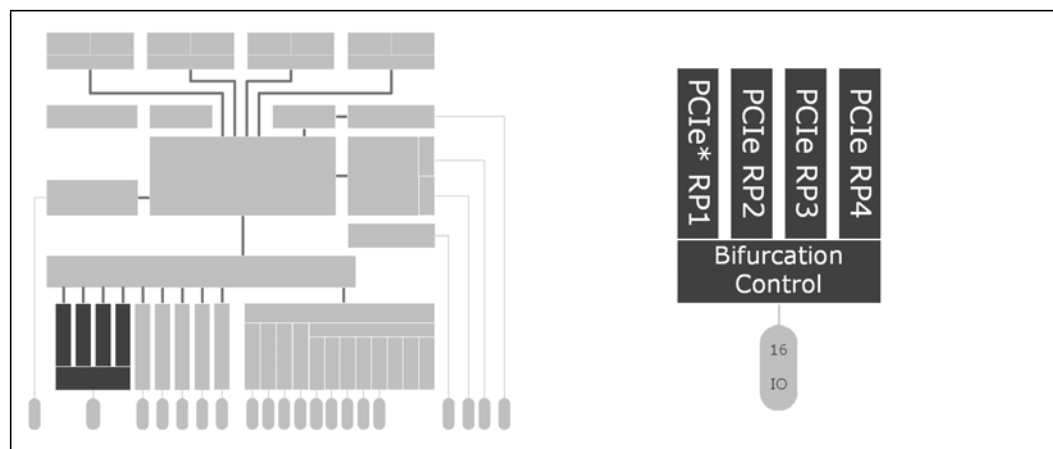 PCIe* RP1
PCIe RP2
PCIe RP3
PCIe RP4
Bifurcation
Control
16
IO